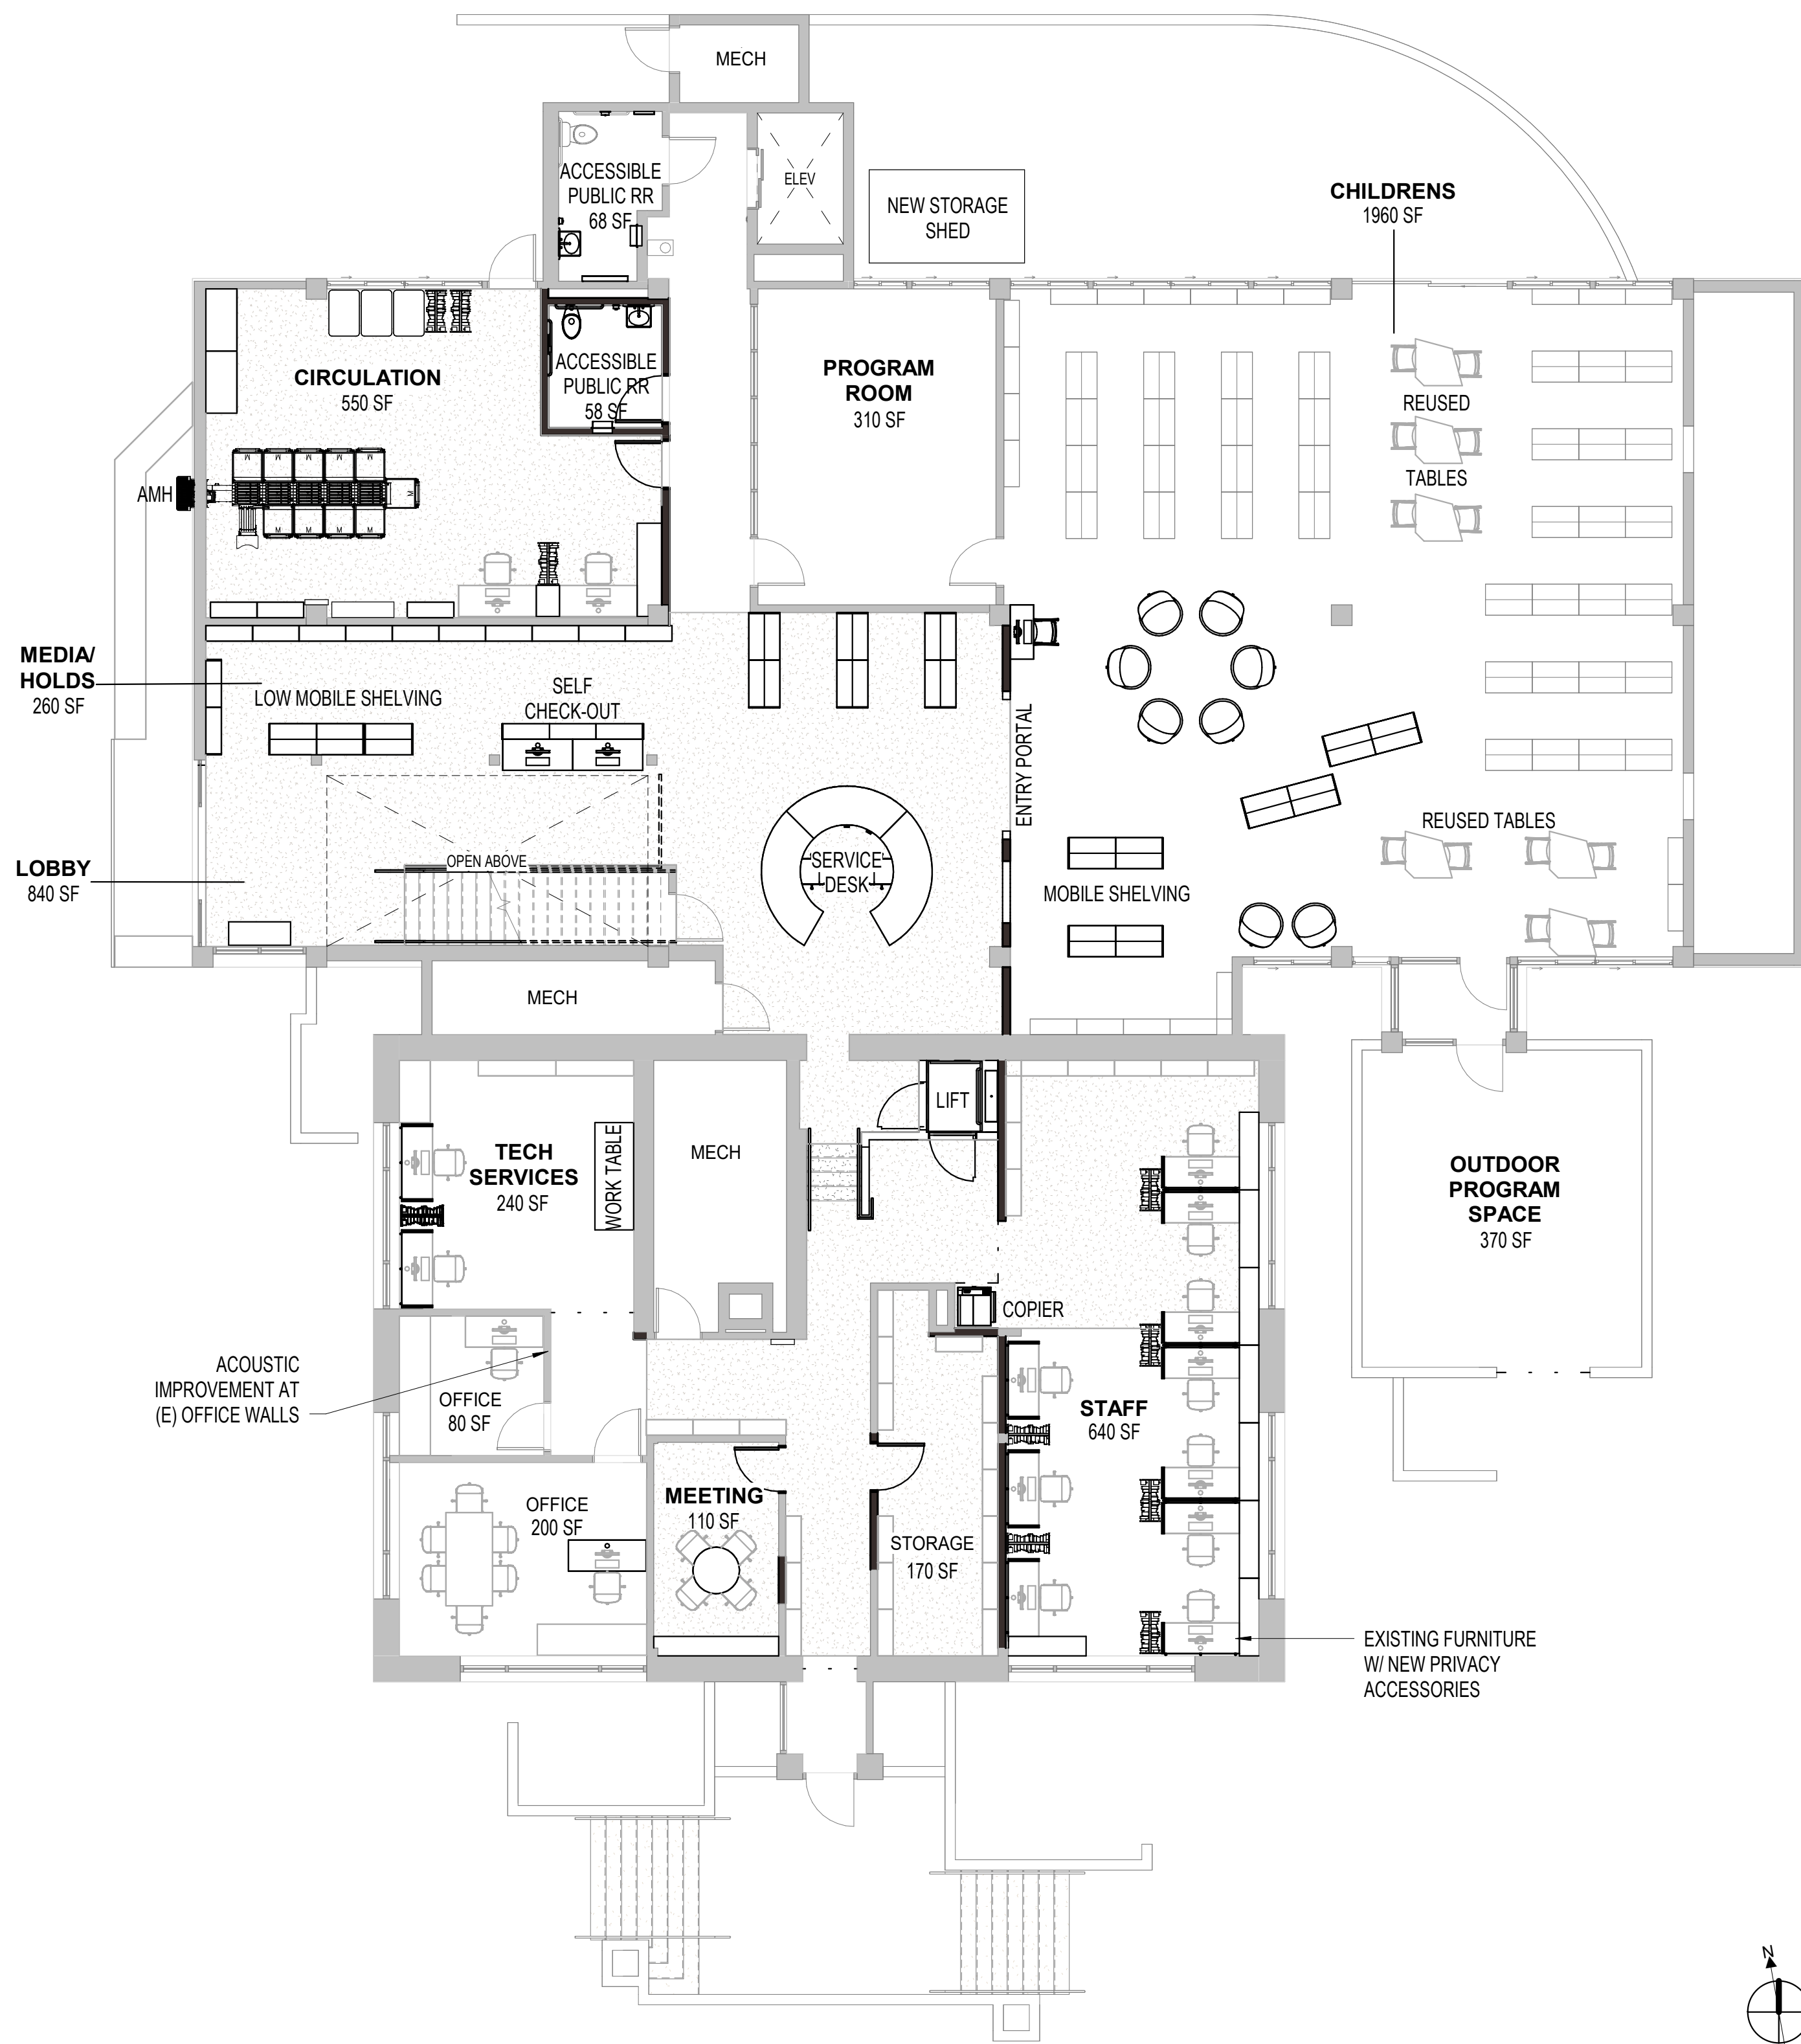 MECH
ACCESSIBLE
PUBLIC RR
68 SF
ELEV
NEW STORAGE
SHED
CHILDRENS
1960 SF
CIRCULATION
550 SF
ACCESSIBLE
PUBLIC RR
58 SF
PROGRAM
ROOM
310 SF
REUSED
TABLES
AMH
MEDIA/
HOLDS
260 SF
LOW MOBILE SHELVING
SELF
CHECK-OUT
ENTRY PORTAL
LOBBY
840 SF
OPEN ABOVE
SERVICE
DESK
MOBILE SHELVING
REUSED TABLES
MECH
LIFT
TECH
SERVICES
240 SF
WORK TABLE
MECH
OUTDOOR
PROGRAM
SPACE
370 SF
COPIER
ACOUSTIC
IMPROVEMENT AT
(E) OFFICE WALLS
OFFICE
80 SF
STAFF
640 SF
OFFICE
200 SF
MEETING
110 SF
STORAGE
170 SF
EXISTING FURNITURE
W/ NEW PRIVACY
ACCESSORIES
N